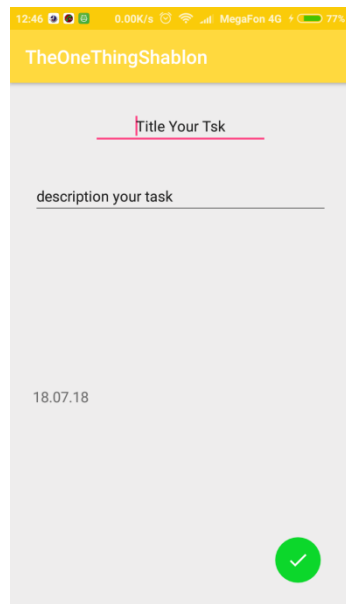 12:46 0.00K/s MegaFon 4G 77%
TheOneThingShablon
Title Your Tsk
description your task
18.07.18